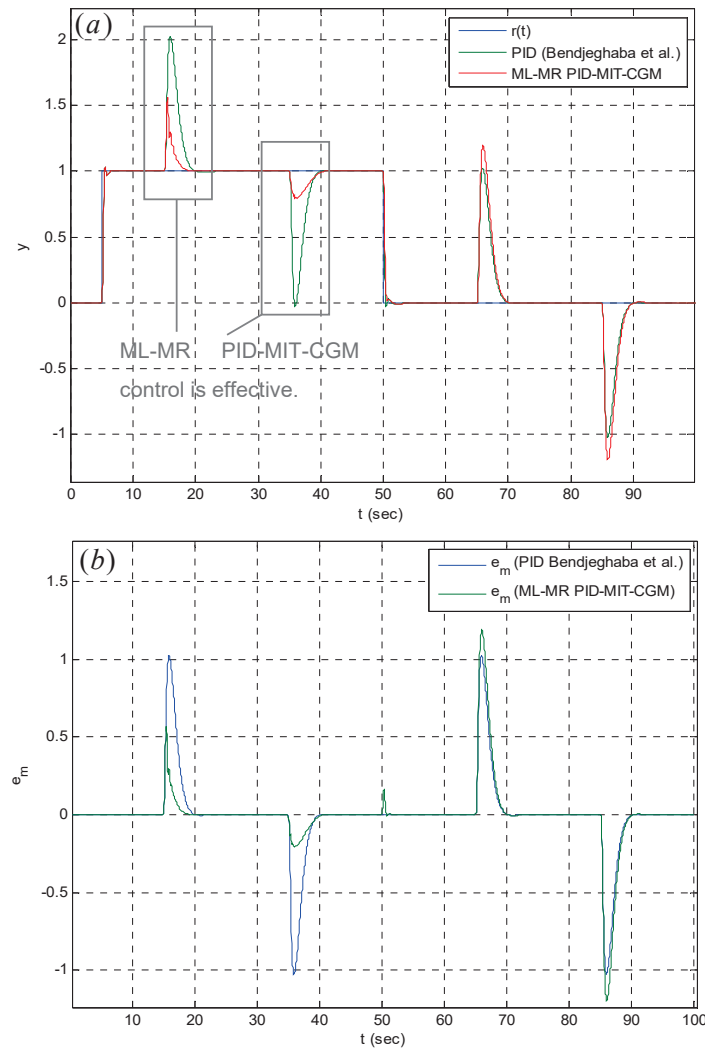 (a)
r(t)
PID (Bendjeghaba et al.)
ML-MR PID-MIT-CGM
2
1.5
1
0.5
0
-0.5
-1
y
ML-MR PID-MIT-CGM
control is effective.
0 10 20 30 40 50 60 70 80 90
t (sec)
(b)
e_m (PID Bendjeghaba et al.)
e_m (ML-MR PID-MIT-CGM)
1.5
1
0.5
0
-0.5
-1
e_m
10 20 30 40 50 60 70 80 90 100
t (sec)